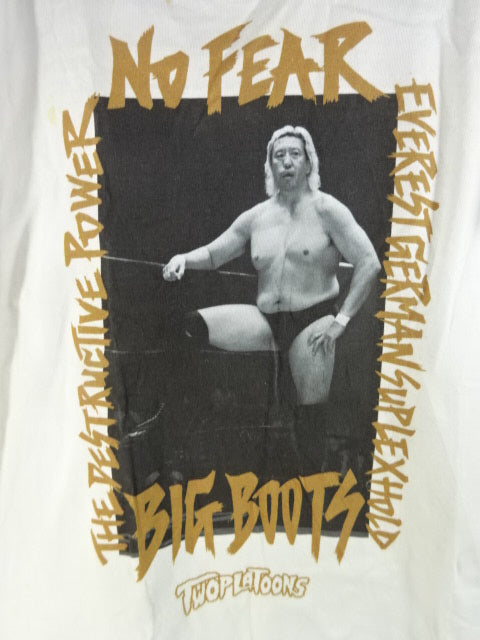 NO FEAR
THE DESTRUCTIVE POWER
EVEREST GERMAN SUPLEX HOLD
BIG BOOTS
TWOPLATOONS